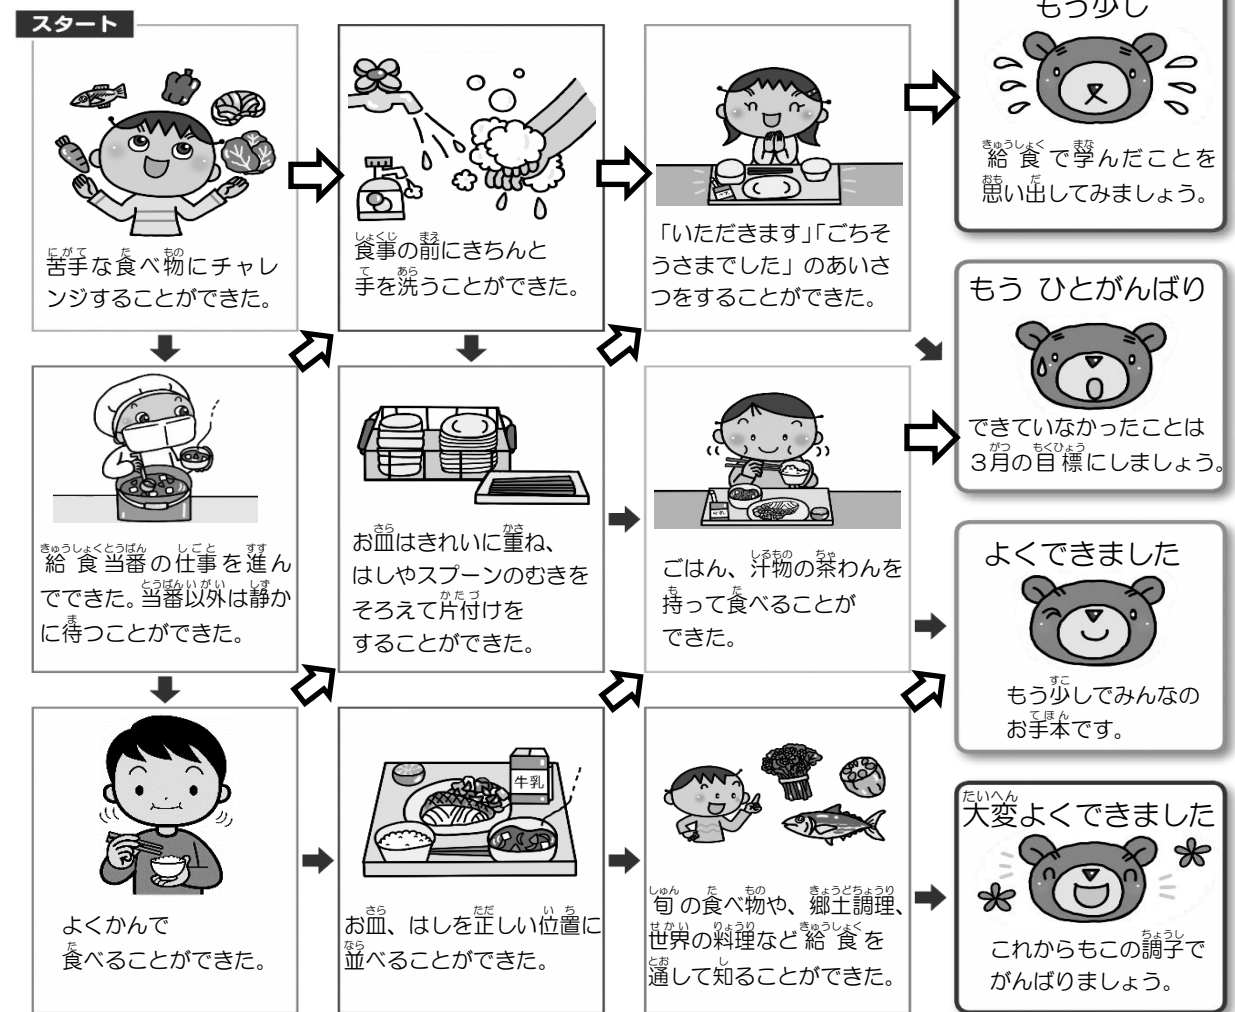 スタート
苦手な食べ物にチャレ
ンジすることができた。
食事の前にきちんと
手を洗うことができた。
「いただきます」「ごちそ
うさまでした」のあいさ
つをすることができた。
もう少し
給食で学んだことを
思い出してみましょう。
給食当番の仕事を進ん
でできた。当番以外は静か
に待つことができた。
お皿はきれいに重ね、
はしやスプーンのむきを
そろえて片付けを
することができた。
ごはん、汁物の茶わんを
持って食べることが
できた。
もう ひとがんばり
できていなかったことは
3月の目標にしましょう。
よくできました
もう少しでみんなの
お手本です。
よくかんで
食べることができた。
牛乳
お皿、はしを正しい位置に
並べることができた。
旬の食べ物や、郷土調理、
世界の料理など給食を
通して知ることができた。
大変よくできました
これからもこの調子で
がんばりましょう。